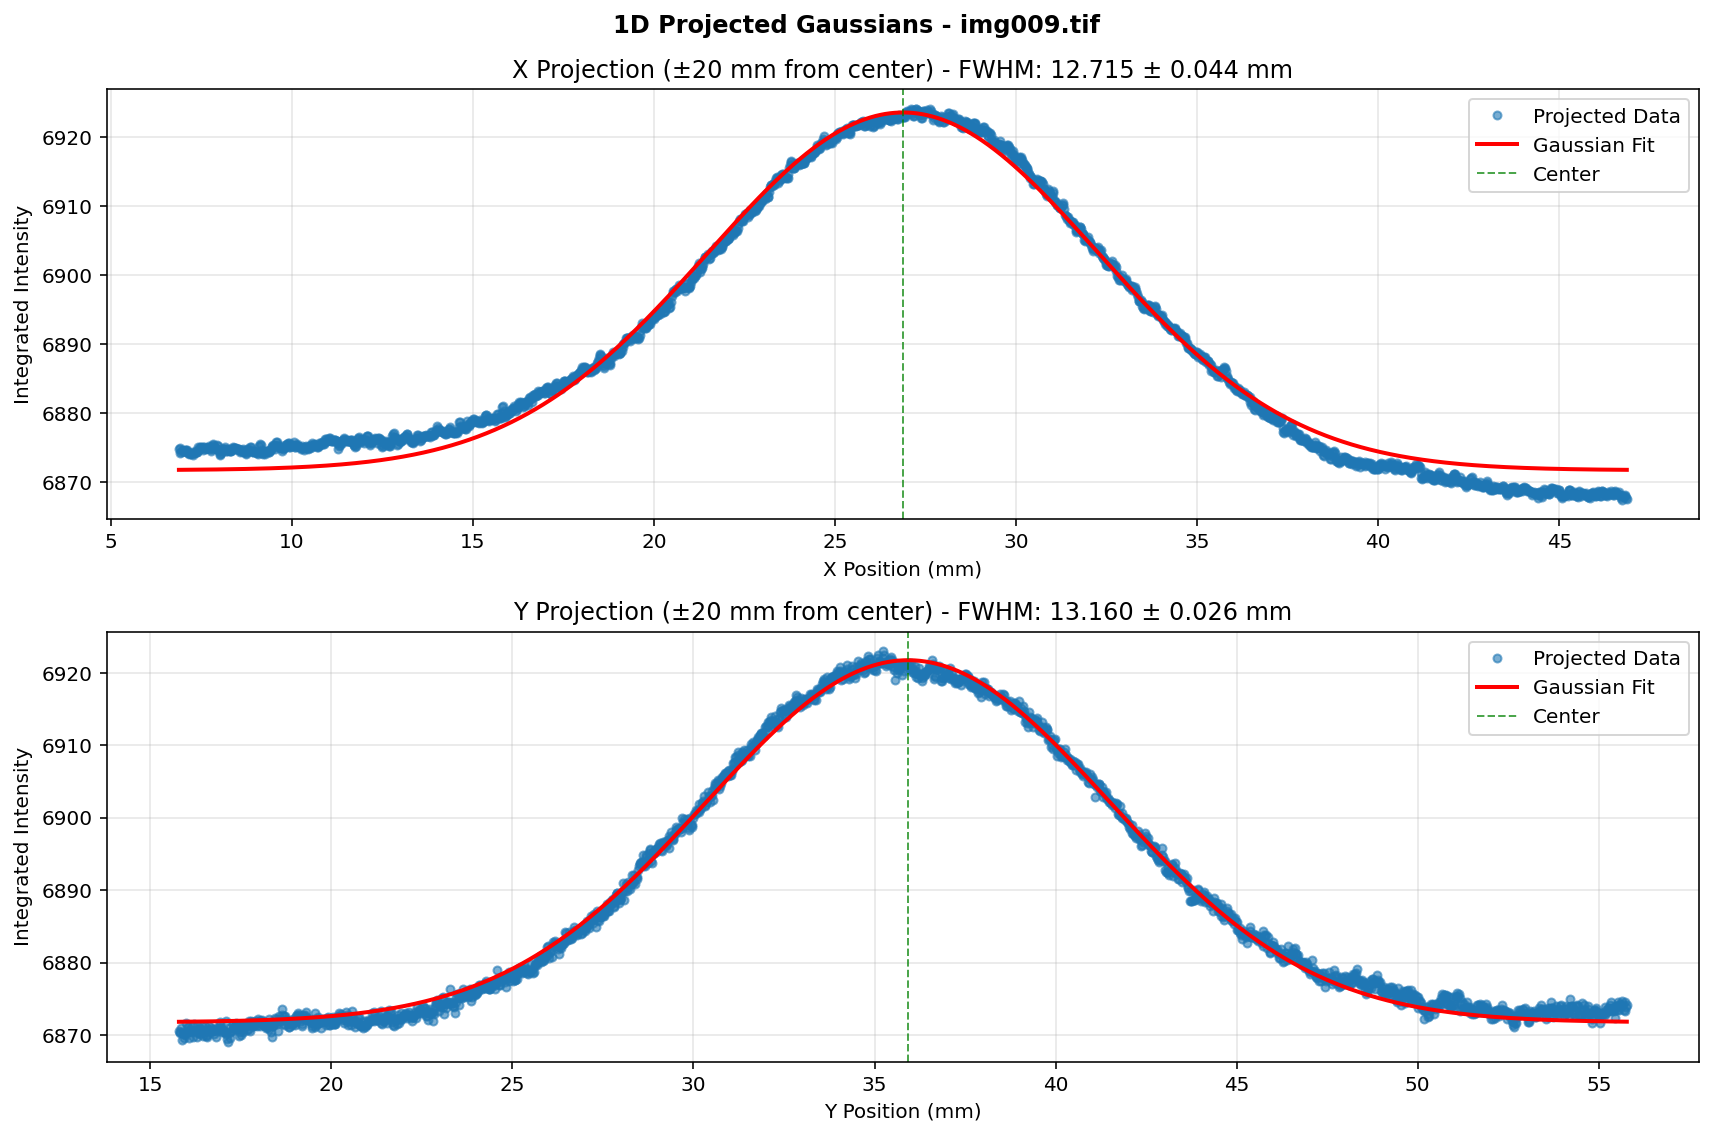 1D Projected Gaussians - img009.tif
X Projection (±20 mm from center) - FWHM: 12.715 ± 0.044 mm
Integrated Intensity
6920
6910
6900
6890
6880
6870
Projected Data
Gaussian Fit
Center
5 10 15 20 25 30 35 40 45
X Position (mm)
Y Projection (±20 mm from center) - FWHM: 13.160 ± 0.026 mm
Integrated Intensity
6920
6910
6900
6890
6880
6870
Projected Data
Gaussian Fit
Center
15 20 25 30 35 40 45 50 55
Y Position (mm)